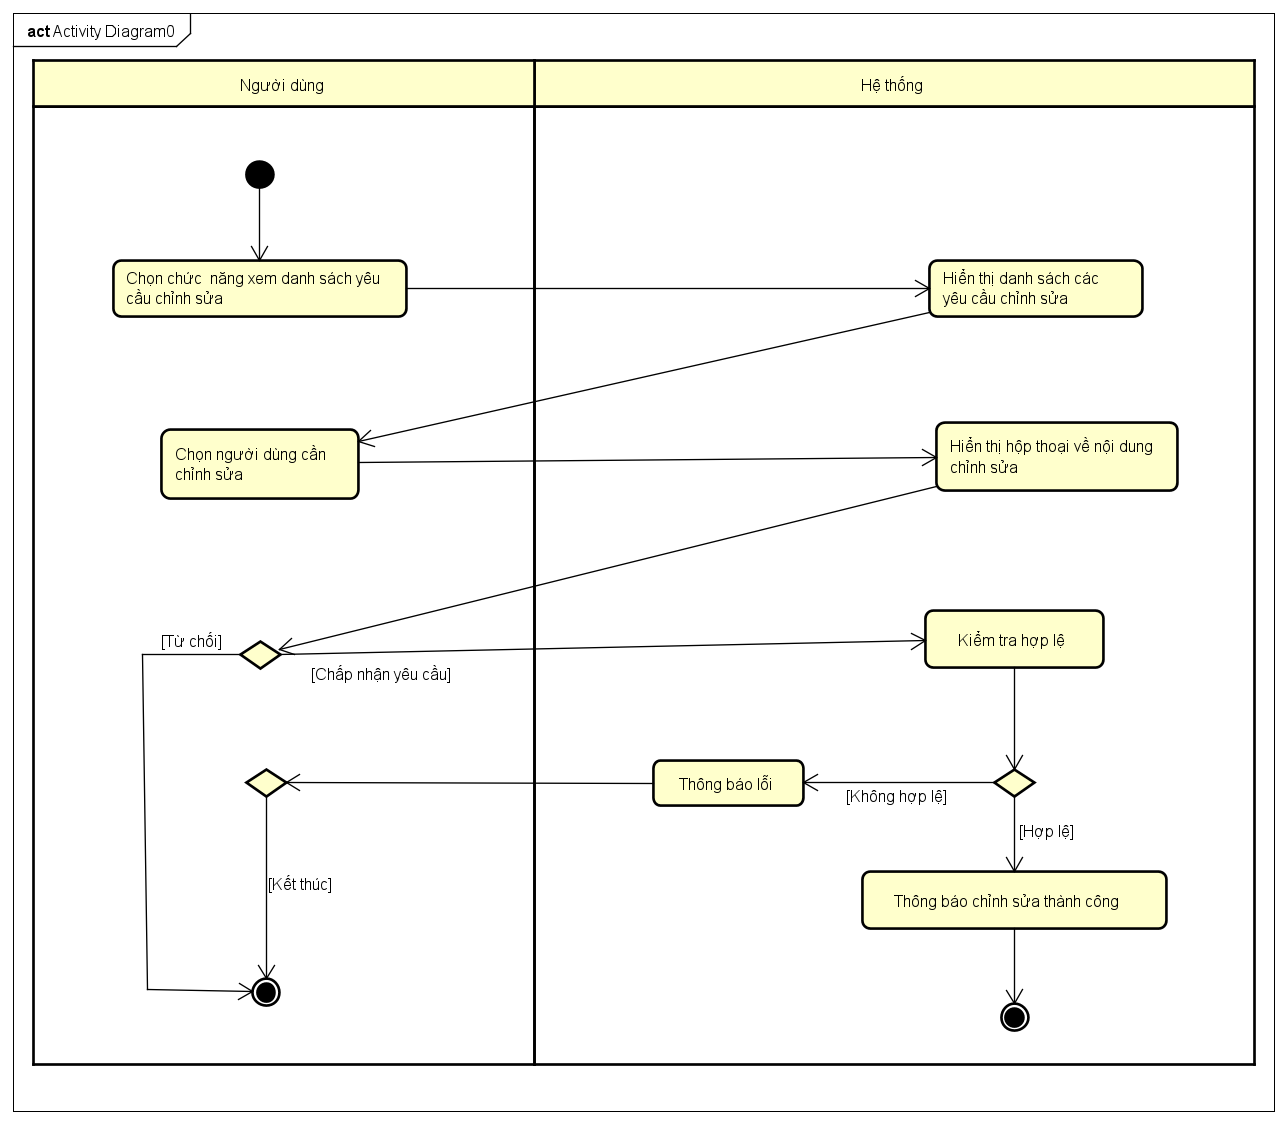 act Activity Diagram0
Người dùng
Hệ thống
Chọn chức  năng xem danh sách yêu
cầu chỉnh sửa
Hiển thị danh sách các
yêu cầu chỉnh sửa
Chọn người dùng cần
chỉnh sửa
Hiển thị hộp thoại về nội dung
chỉnh sửa
[Từ chối]
[Chấp nhận yêu cầu]
Kiểm tra hợp lệ
Thông báo lỗi
[Không hợp lệ]
[Hợp lệ]
[Kết thúc]
Thông báo chỉnh sửa thành công